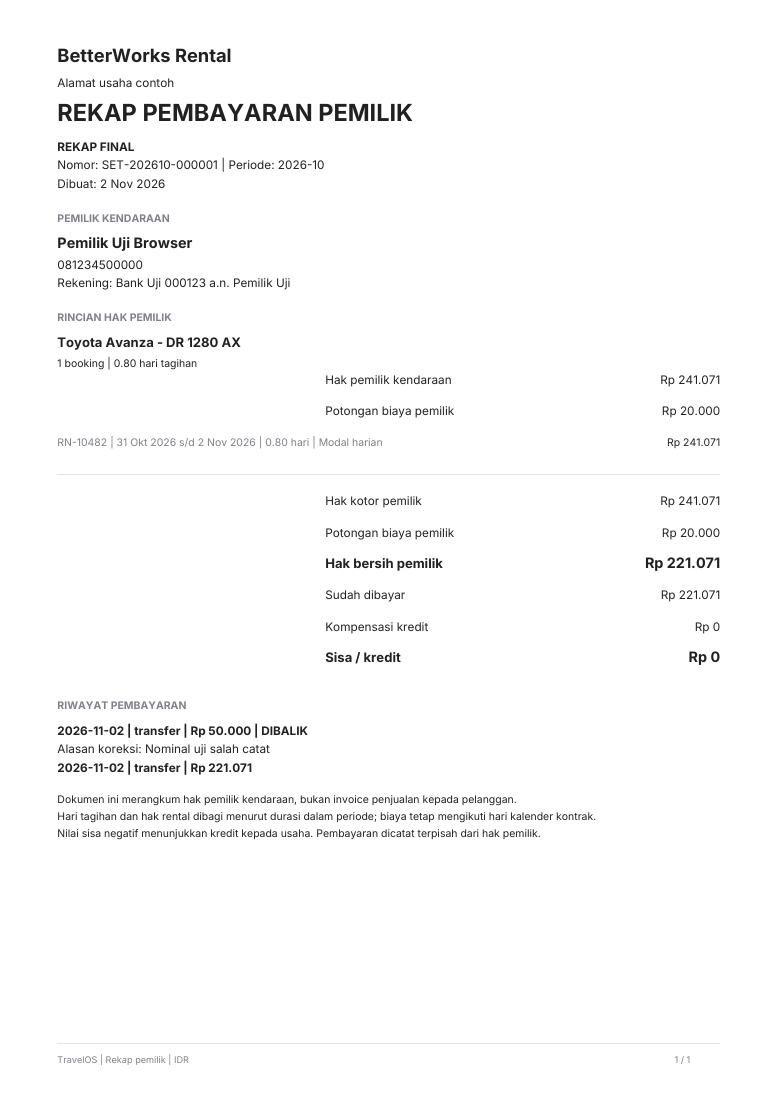 BetterWorks Rental
Alamat usaha contoh
REKAP PEMBAYARAN PEMILIK
REKAP FINAL
Nomor: SET-202610-000001 | Periode: 2026-10
Dibuat: 2 Nov 2026
PEMILIK KENDARAAN
Pemilik Uji Browser
081234500000
Rekening: Bank Uji 000123 a.n. Pemilik Uji
RINCIAN HAK PEMILIK
Toyota Avanza - DR 1280 AX
1 booking | 0.80 hari tagihan
Hak pemilik kendaraan Rp 241.071
Potongan biaya pemilik Rp 20.000
RN-10482 | 31 Okt 2026 s/d 2 Nov 2026 | 0.80 hari | Modal harian Rp 241.071
Hak kotor pemilik Rp 241.071
Potongan biaya pemilik Rp 20.000
Hak bersih pemilik Rp 221.071
Sudah dibayar Rp 221.071
Kompensasi kredit Rp 0
Sisa / kredit Rp 0
RIWAYAT PEMBAYARAN
2026-11-02 | transfer | Rp 50.000 | DIBALIK
Alasan koreksi: Nominal uji salah catat
2026-11-02 | transfer | Rp 221.071
Dokumen ini merangkum hak pemilik kendaraan, bukan invoice penjualan kepada pelanggan.
Hari tagihan dan hak rental dibagi menurut durasi dalam periode; biaya tetap mengikuti hari kalender kontrak.
Nilai sisa negatif menunjukkan kredit kepada usaha. Pembayaran dicatat terpisah dari hak pemilik.
TravelOS | Rekap pemilik | IDR 1 / 1